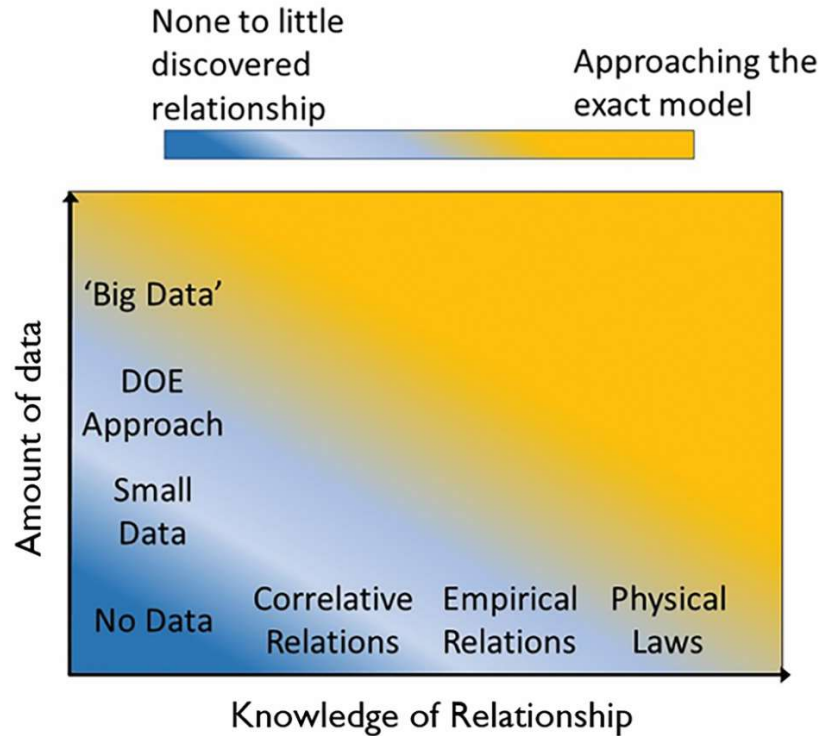 None to little
discovered
relationship
Approaching the
exact model
Amount of data
‘Big Data’
DOE
Approach
Small
Data
No Data
Correlative
Relations
Empirical
Relations
Physical
Laws
Knowledge of Relationship